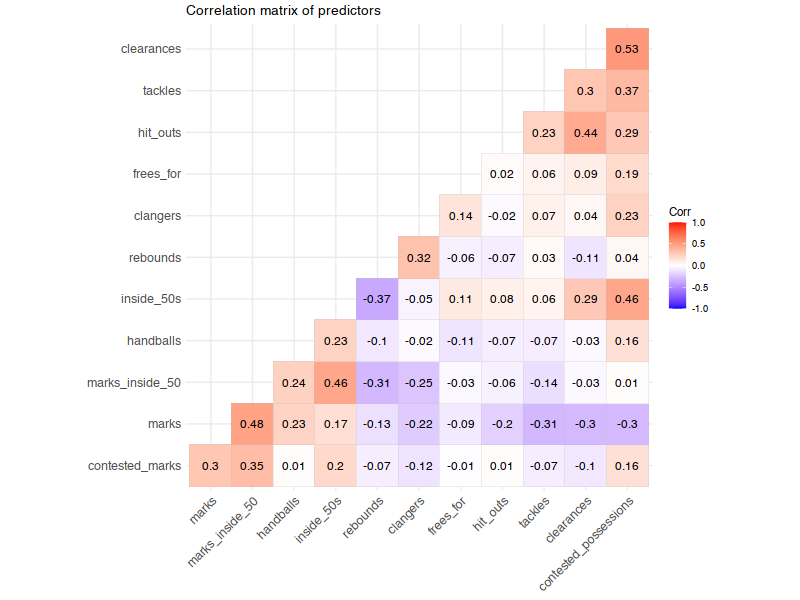 Correlation matrix of predictors
clearances 0.53
tackles 0.3 0.37
hit_outs 0.23 0.44 0.29
frees_for 0.02 0.06 0.09 0.19
clangers 0.14 -0.02 0.07 0.04 0.23
rebounds 0.32 -0.06 -0.07 0.03 -0.11 0.04
inside_50s -0.37 -0.05 0.11 0.08 0.06 0.29 0.46
handballs 0.23 -0.1 -0.02 -0.11 -0.07 -0.07 -0.03 0.16
marks_inside_50 0.24 0.46 -0.31 -0.25 -0.03 -0.06 -0.14 -0.03 0.01
marks 0.48 0.23 0.17 -0.13 -0.22 -0.09 -0.2 -0.31 -0.3 -0.3
contested_marks 0.3 0.35 0.01 0.2 -0.07 -0.12 -0.01 0.01 -0.07 -0.1 0.16
marks
marks_inside_50
handballs
inside_50s
rebounds
clangers
frees_for
hit_outs
tackles
clearances
contested_possessions
Corr
1.0
0.5
0.0
-0.5
-1.0